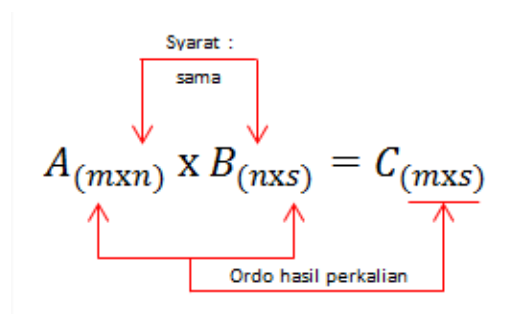 Syarat :
sama
A(mxn) x B(nxs) = C(mxs)
Ordo hasil perkalian